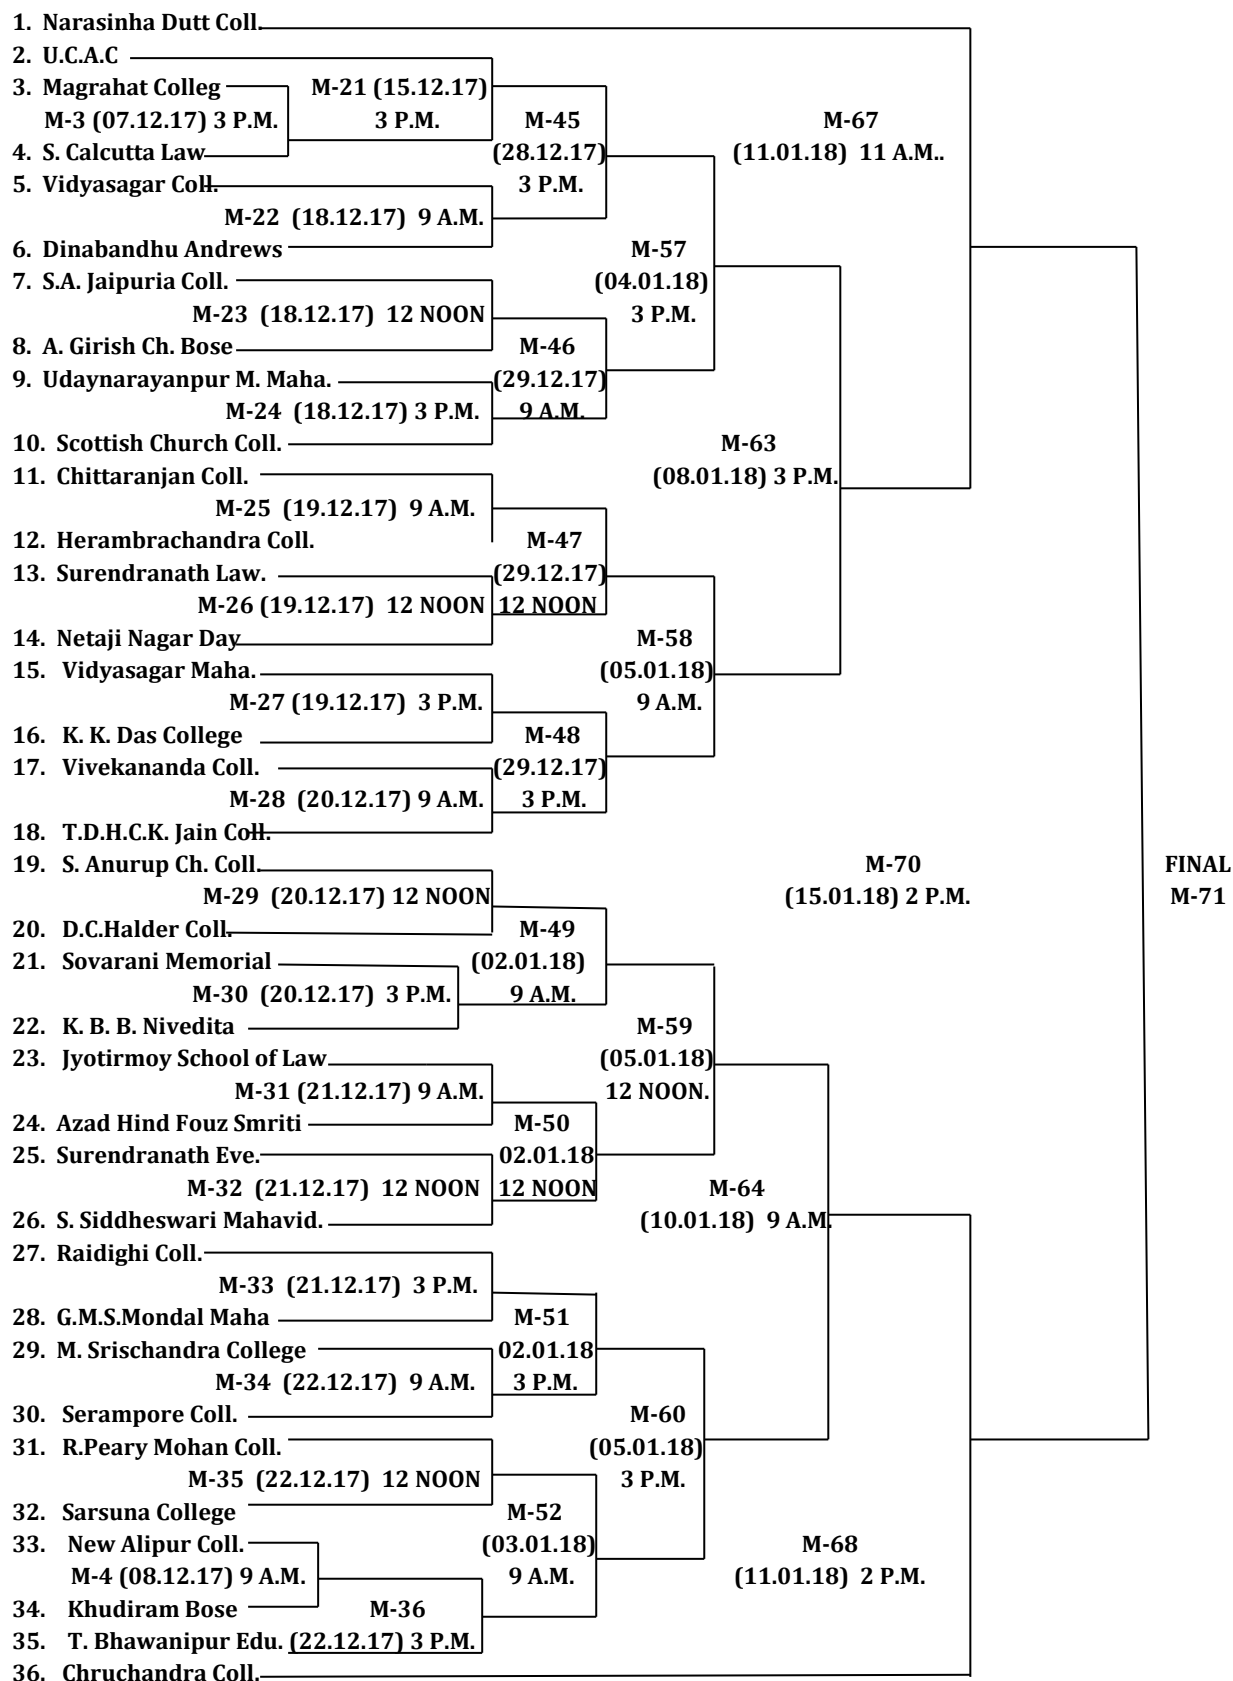 1. Narasinha Dutt Coll.
2. U.C.A.C
3. Magrahat Colleg M-21 (15.12.17)
M-3 (07.12.17) 3 P.M. 3 P.M. M-45 M-67
4. S. Calcutta Law (28.12.17) (11.01.18) 11 A.M..
5. Vidyasagar Coll. 3 P.M.
M-22 (18.12.17) 9 A.M.
6. Dinabandhu Andrews M-57
7. S.A. Jaipuria Coll. (04.01.18)
M-23 (18.12.17) 12 NOON 3 P.M.
8. A. Girish Ch. Bose M-46
9. Udaynarayanpur M. Maha. (29.12.17)
M-24 (18.12.17) 3 P.M. 9 A.M.
10. Scottish Church Coll. M-63
11. Chittaranjan Coll. (08.01.18) 3 P.M.
M-25 (19.12.17) 9 A.M.
12. Herambrachandra Coll. M-47
13. Surendranath Law. (29.12.17)
M-26 (19.12.17) 12 NOON 12 NOON
14. Netaji Nagar Day M-58
15. Vidyasagar Maha. (05.01.18)
M-27 (19.12.17) 3 P.M. 9 A.M.
16. K. K. Das College M-48
17. Vivekananda Coll. (29.12.17)
M-28 (20.12.17) 9 A.M. 3 P.M.
18. T.D.H.C.K. Jain Coll.
19. S. Anurup Ch. Coll. M-70 FINAL
M-29 (20.12.17) 12 NOON (15.01.18) 2 P.M. M-71
20. D.C.Halder Coll. M-49
21. Sovarani Memorial (02.01.18)
M-30 (20.12.17) 3 P.M. 9 A.M.
22. K. B. B. Nivedita M-59
23. Jyotirmoy School of Law (05.01.18)
M-31 (21.12.17) 9 A.M. 12 NOON.
24. Azad Hind Fouz Smriti M-50
25. Surendranath Eve. 02.01.18
M-32 (21.12.17) 12 NOON 12 NOON M-64
26. S. Siddheswari Mahavid. (10.01.18) 9 A.M.
27. Raidighi Coll.
M-33 (21.12.17) 3 P.M.
28. G.M.S.Mondal Maha M-51
29. M. Srischandra College 02.01.18
M-34 (22.12.17) 9 A.M. 3 P.M.
30. Serampore Coll. M-60
31. R.Peary Mohan Coll. (05.01.18)
M-35 (22.12.17) 12 NOON 3 P.M.
32. Sarsuna College M-52
33. New Alipur Coll. (03.01.18) M-68
M-4 (08.12.17) 9 A.M. 9 A.M. (11.01.18) 2 P.M.
34. Khudiram Bose M-36
35. T. Bhawanipur Edu. (22.12.17) 3 P.M.
36. Chruchandra Coll.